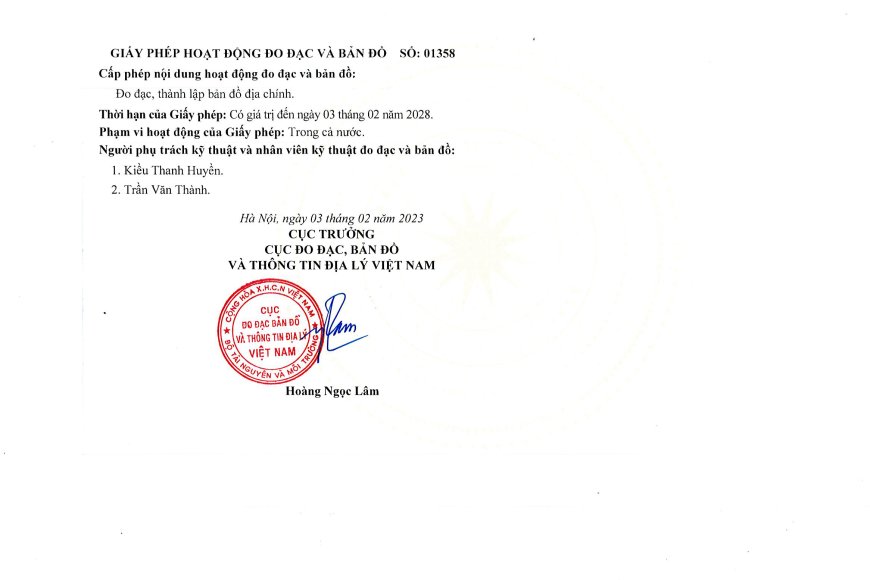 GIẤY PHÉP HOẠT ĐỘNG ĐO ĐẠC VÀ BẢN ĐỒ SỐ: 01358
Cấp phép nội dung hoạt động đo đạc và bản đồ:
Đo đạc, thành lập bản đồ địa chính.
Thời hạn của Giấy phép: Có giá trị đến ngày 03 tháng 02 năm 2028.
Phạm vi hoạt động của Giấy phép: Trong cả nước.
Người phụ trách kỹ thuật và nhân viên kỹ thuật đo đạc và bản đồ:
1. Kiều Thanh Huyền.
2. Trần Văn Thành.
Hà Nội, ngày 03 tháng 02 năm 2023
CỤC TRƯỞNG
CỤC ĐO ĐẠC, BẢN ĐỒ
VÀ THÔNG TIN ĐỊA LÝ VIỆT NAM
CỘNG HÒA X.H.C.N VIỆT NAM
CỤC
ĐO ĐẠC BẢN ĐỒ
VÀ THÔNG TIN ĐỊA LÝ
VIỆT NAM
BỘ TÀI NGUYÊN VÀ MÔI TRƯỜNG
Hoàng Ngọc Lâm